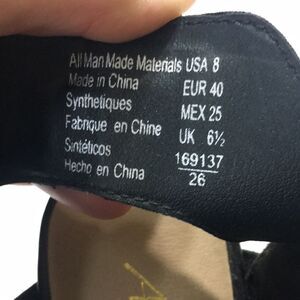 All Man Made Materials USA 8
Made in China EUR 40
Synthetiques MEX 25
Fabrique en Chine UK 6½
Sintéticos 169137
Hecho en China 26